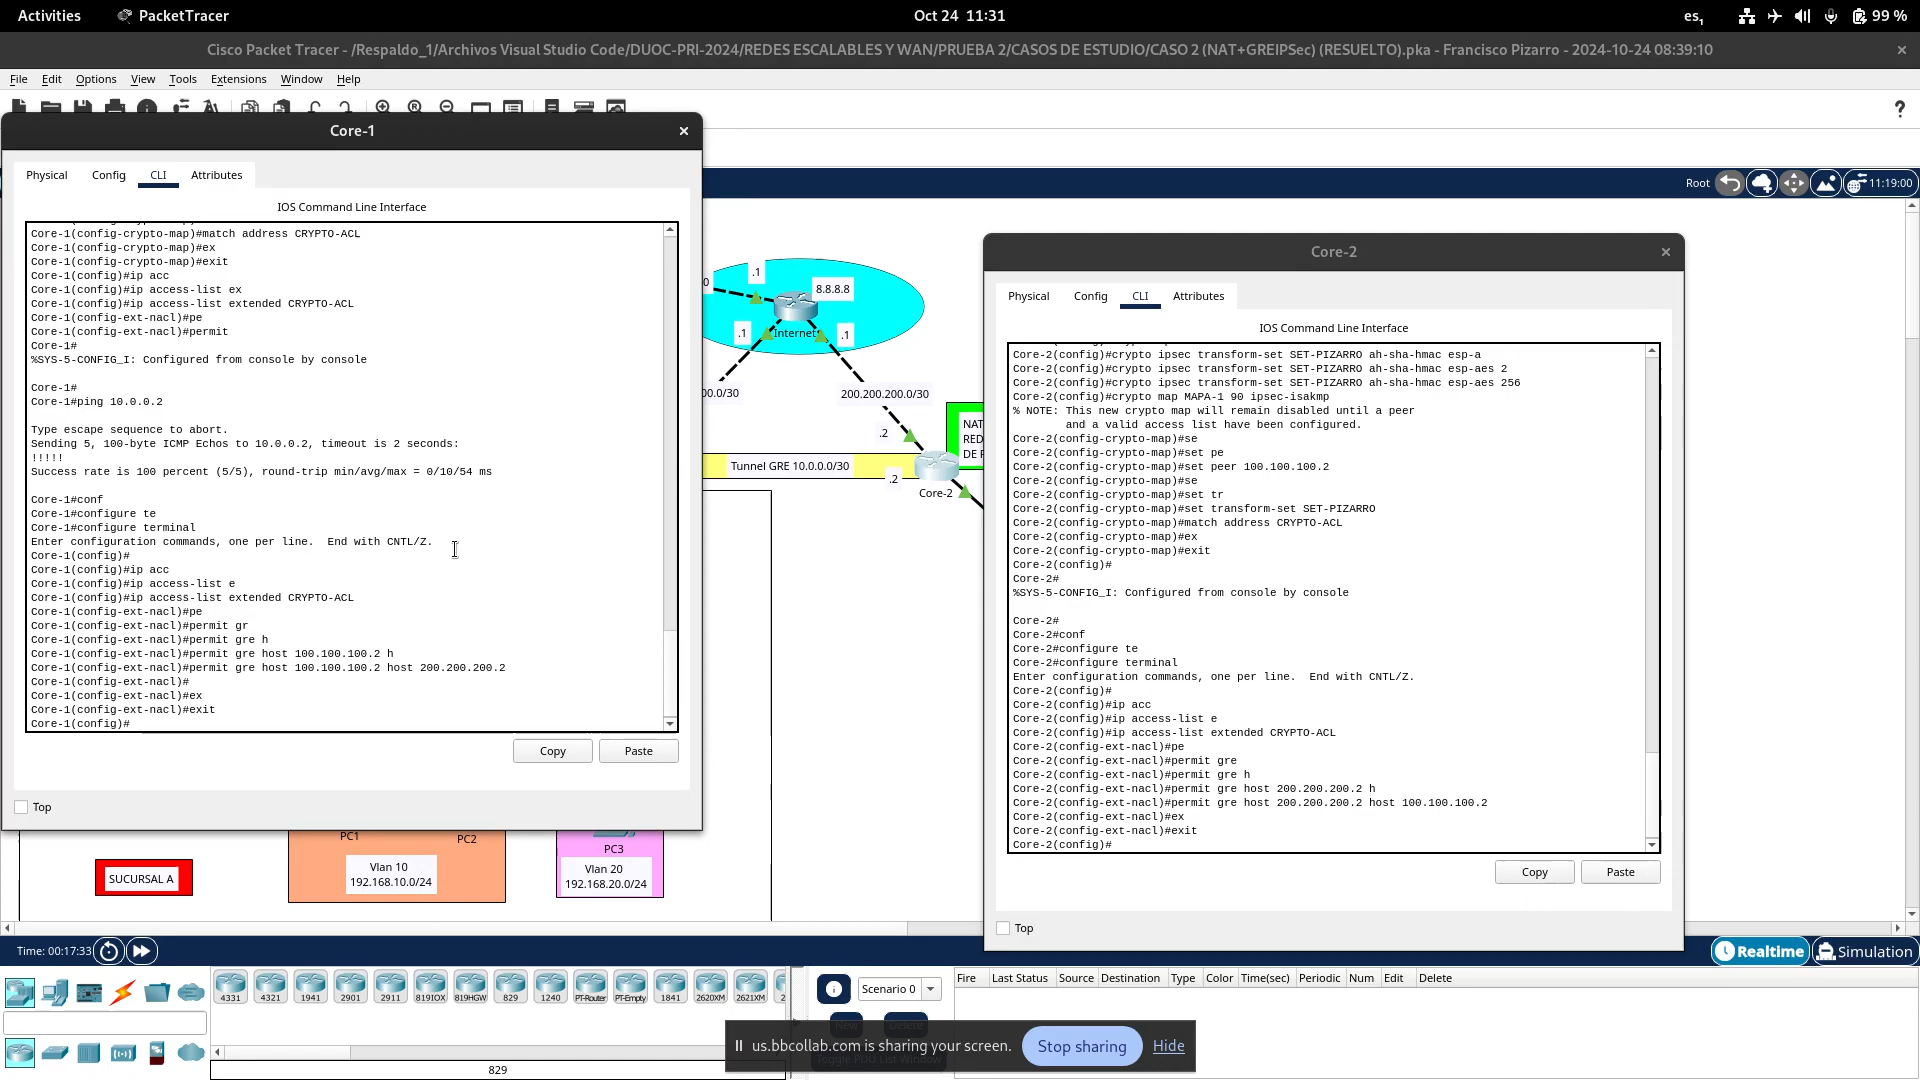 Activities
PacketTracer
Oct 24 11:31
es1
99 %
Cisco Packet Tracer - /Respaldo_1/Archivos Visual Studio Code/DUOC-PRI-2024/REDES ESCALABLES Y WAN/PRUEBA 2/CASOS DE ESTUDIO/CASO 2 (NAT+GREIPSec) (RESUELTO).pka - Francisco Pizarro - 2024-10-24 08:39:10
File Edit Options View Tools Extensions Window Help
Core-1
Physical Config CLI Attributes
IOS Command Line Interface
Core-1(config-crypto-map)#match address CRYPTO-ACL
Core-1(config-crypto-map)#ex
Core-1(config-crypto-map)#exit
Core-1(config)#ip acc
Core-1(config)#ip access-list ex
Core-1(config)#ip access-list extended CRYPTO-ACL
Core-1(config-ext-nacl)#pe
Core-1(config-ext-nacl)#permit
Core-1#
%SYS-5-CONFIG_I: Configured from console by console
Core-1#
Core-1#ping 10.0.0.2
Type escape sequence to abort.
Sending 5, 100-byte ICMP Echos to 10.0.0.2, timeout is 2 seconds:
!!!!!
Success rate is 100 percent (5/5), round-trip min/avg/max = 0/10/54 ms
Core-1#conf
Core-1#configure te
Core-1#configure terminal
Enter configuration commands, one per line.  End with CNTL/Z.
Core-1(config)#
Core-1(config)#ip acc
Core-1(config)#ip access-list e
Core-1(config)#ip access-list extended CRYPTO-ACL
Core-1(config-ext-nacl)#pe
Core-1(config-ext-nacl)#permit gr
Core-1(config-ext-nacl)#permit gre h
Core-1(config-ext-nacl)#permit gre host 100.100.100.2 h
Core-1(config-ext-nacl)#permit gre host 100.100.100.2 host 200.200.200.2
Core-1(config-ext-nacl)#
Core-1(config-ext-nacl)#ex
Core-1(config-ext-nacl)#exit
Core-1(config)#
Copy Paste
Top
Root
11:19:00
0
.1
8.8.8.8
.1
Internet
.1
00.0/30
200.200.200.0/30
.2
NAT
RED
DE P
Tunnel GRE 10.0.0.0/30
.2
Core-2
Core-2
Physical Config CLI Attributes
IOS Command Line Interface
Core-2(config)#crypto ipsec transform-set SET-PIZARRO ah-sha-hmac esp-a
Core-2(config)#crypto ipsec transform-set SET-PIZARRO ah-sha-hmac esp-aes 2
Core-2(config)#crypto ipsec transform-set SET-PIZARRO ah-sha-hmac esp-aes 256
Core-2(config)#crypto map MAPA-1 90 ipsec-isakmp
% NOTE: This new crypto map will remain disabled until a peer
and a valid access list have been configured.
Core-2(config-crypto-map)#se
Core-2(config-crypto-map)#set pe
Core-2(config-crypto-map)#set peer 100.100.100.2
Core-2(config-crypto-map)#se
Core-2(config-crypto-map)#set tr
Core-2(config-crypto-map)#set transform-set SET-PIZARRO
Core-2(config-crypto-map)#match address CRYPTO-ACL
Core-2(config-crypto-map)#ex
Core-2(config-crypto-map)#exit
Core-2(config)#
Core-2#
%SYS-5-CONFIG_I: Configured from console by console
Core-2#
Core-2#conf
Core-2#configure te
Core-2#configure terminal
Enter configuration commands, one per line.  End with CNTL/Z.
Core-2(config)#
Core-2(config)#ip acc
Core-2(config)#ip access-list e
Core-2(config)#ip access-list extended CRYPTO-ACL
Core-2(config-ext-nacl)#pe
Core-2(config-ext-nacl)#permit gre
Core-2(config-ext-nacl)#permit gre h
Core-2(config-ext-nacl)#permit gre host 200.200.200.2 h
Core-2(config-ext-nacl)#permit gre host 200.200.200.2 host 100.100.100.2
Core-2(config-ext-nacl)#ex
Core-2(config-ext-nacl)#exit
Core-2(config)#
Copy Paste
Top
PC1
PC2
PC3
SUCURSAL A
Vlan 10
192.168.10.0/24
Vlan 20
192.168.20.0/24
Time: 00:17:33
Realtime
Simulation
4331 4321 1941 2901 2911 819IOX 819HGW 829 1240 PT-Router PT-Empty 1841 2620XM 2621XM 2
829
Scenario 0
New
Delete
Fire Last Status Source Destination Type Color Time(sec) Periodic Num Edit Delete
us.bbcollab.com is sharing your screen.
Stop sharing
Hide
Toggle PDU List Window